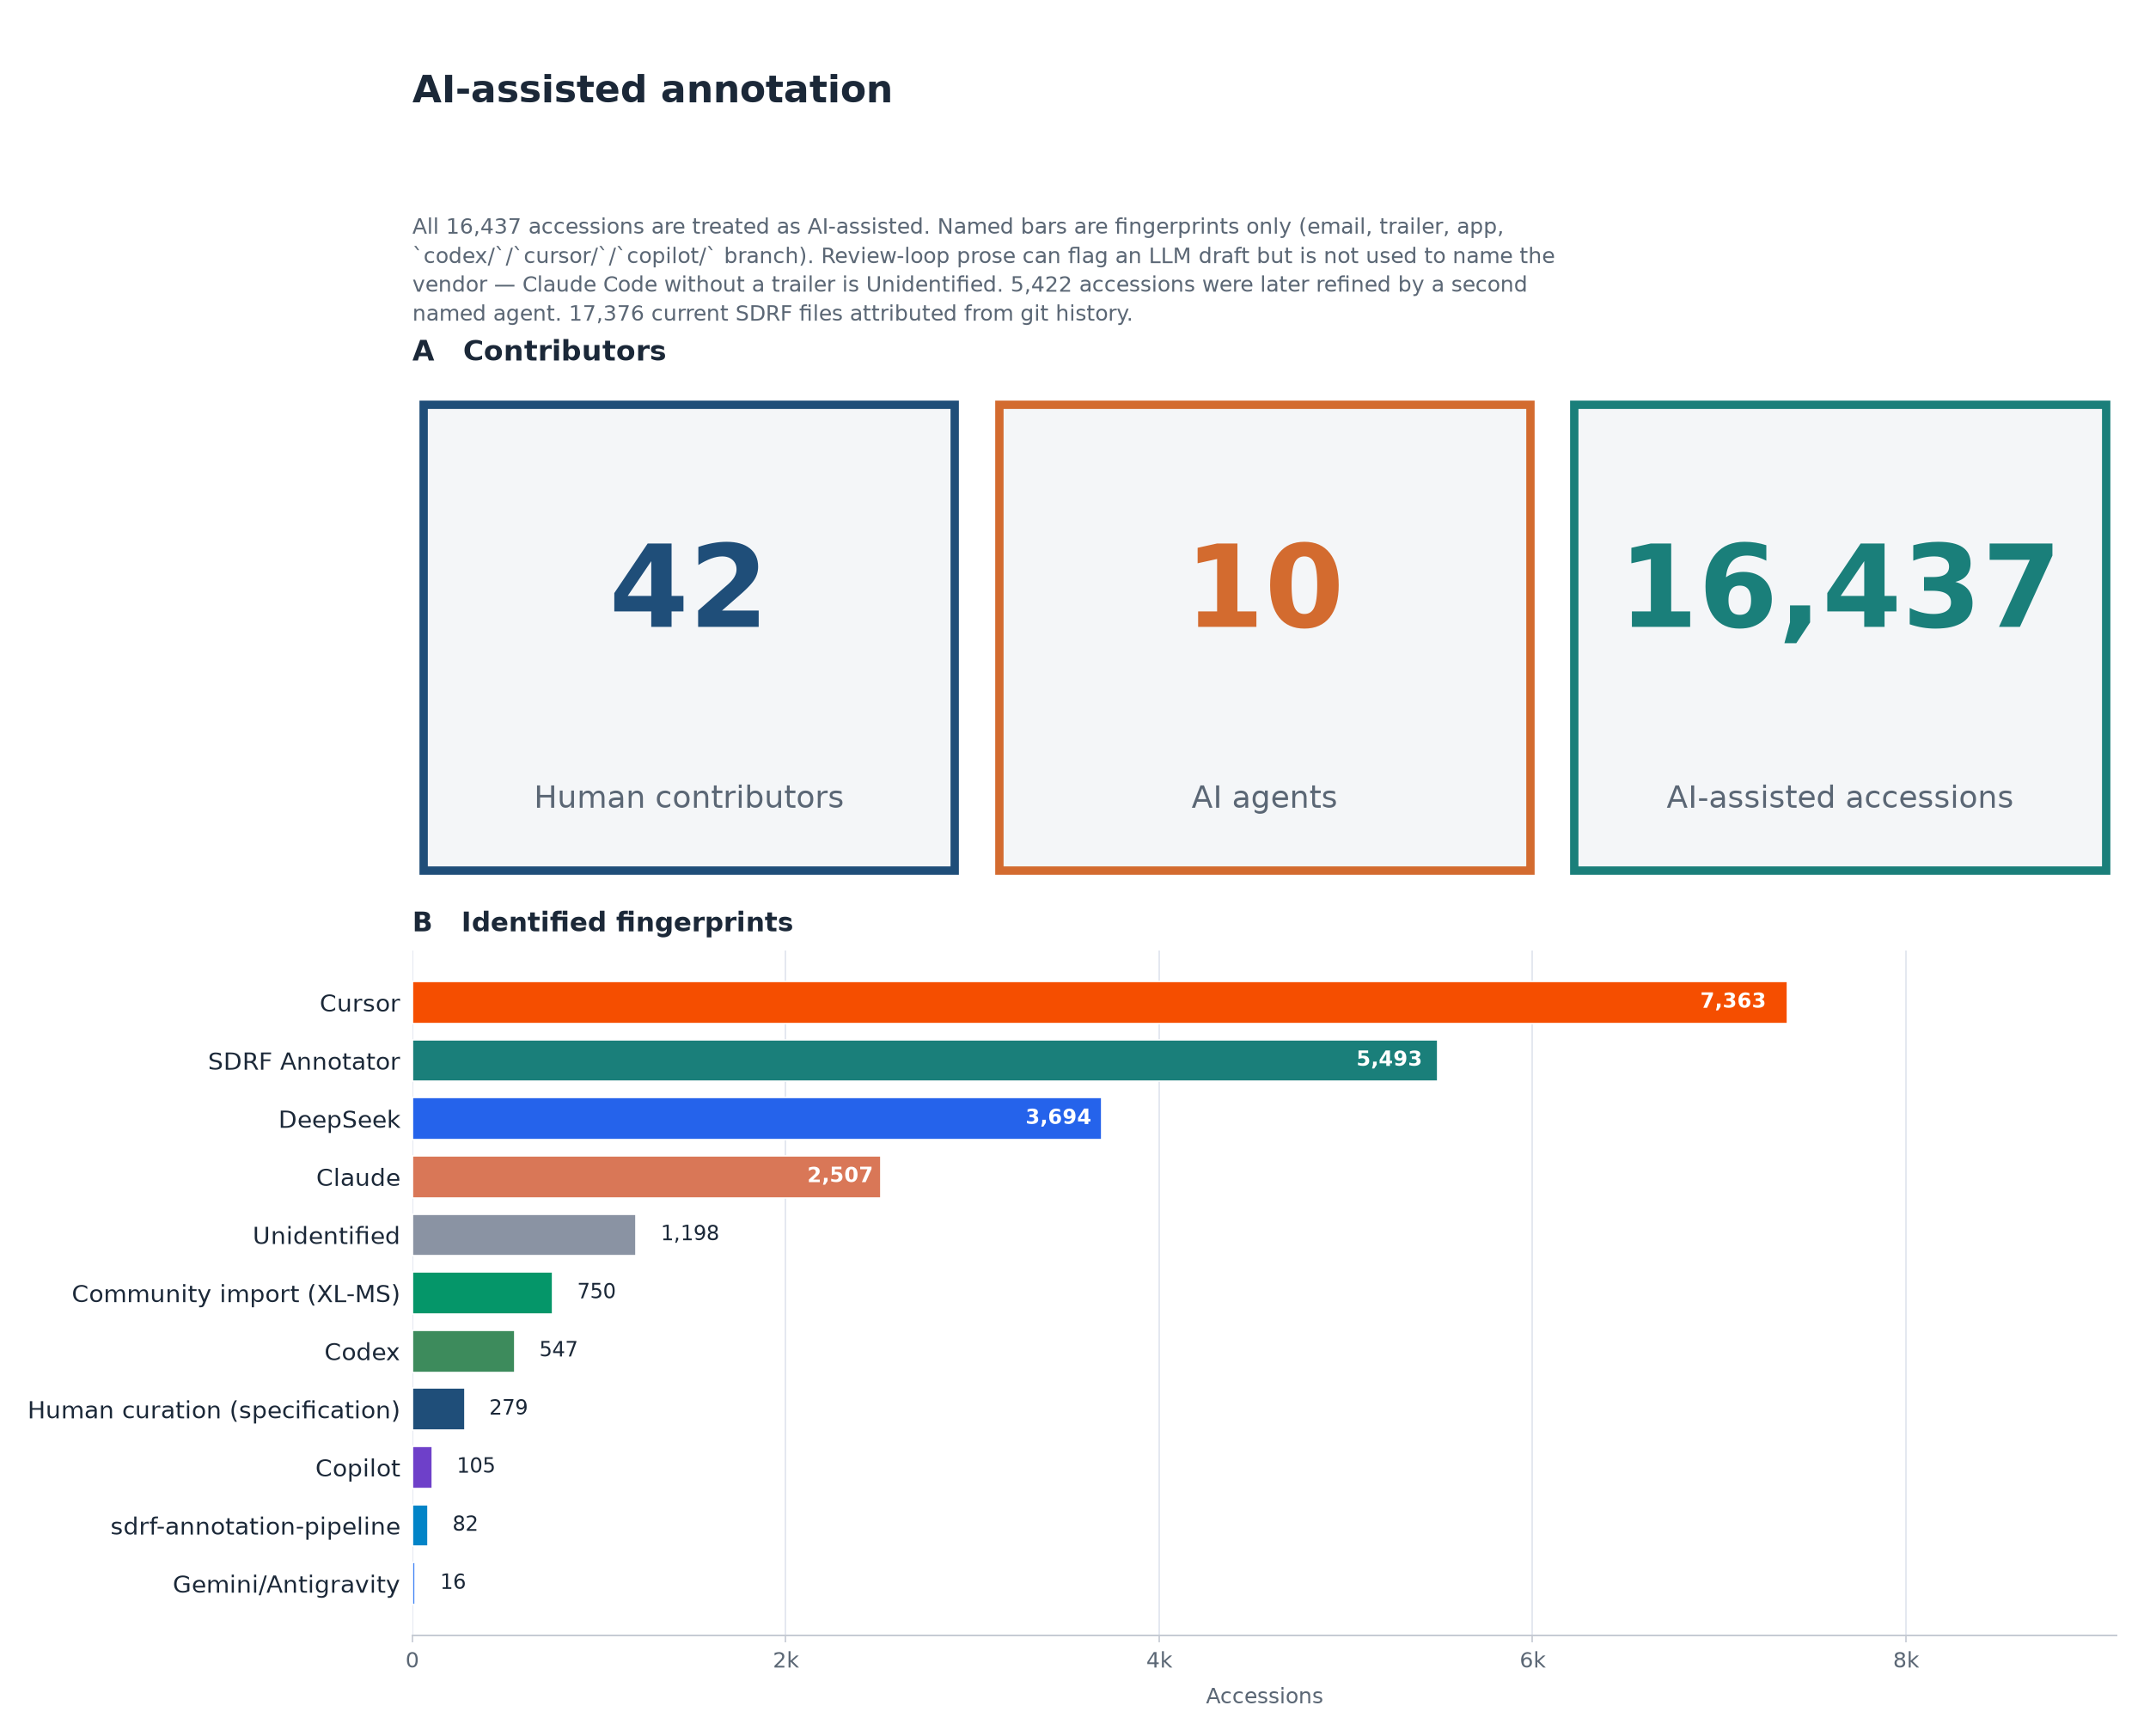 AI-assisted annotation
All 16,437 accessions are treated as AI-assisted. Named bars are fingerprints only (email, trailer, app,
`codex/`/`cursor/`/`copilot/` branch). Review-loop prose can flag an LLM draft but is not used to name the
vendor — Claude Code without a trailer is Unidentified. 5,422 accessions were later refined by a second
named agent. 17,376 current SDRF files attributed from git history.
A Contributors
42
Human contributors
10
AI agents
16,437
AI-assisted accessions
B Identified fingerprints
Cursor 7,363
SDRF Annotator 5,493
DeepSeek 3,694
Claude 2,507
Unidentified 1,198
Community import (XL-MS) 750
Codex 547
Human curation (specification) 279
Copilot 105
sdrf-annotation-pipeline 82
Gemini/Antigravity 16
0 2k 4k 6k 8k
Accessions